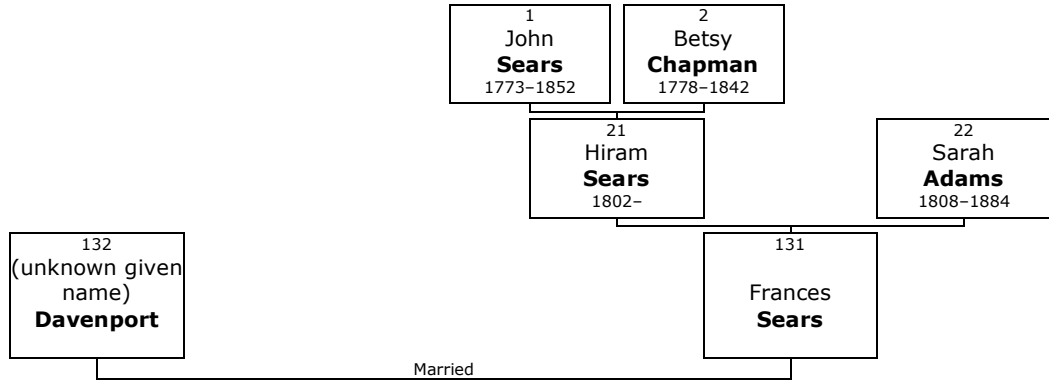 1
John
Sears
1773–1852
2
Betsy
Chapman
1778–1842
21
Hiram
Sears
1802–
22
Sarah
Adams
1808–1884
132
(unknown given
name)
Davenport
131
Frances
Sears
Married